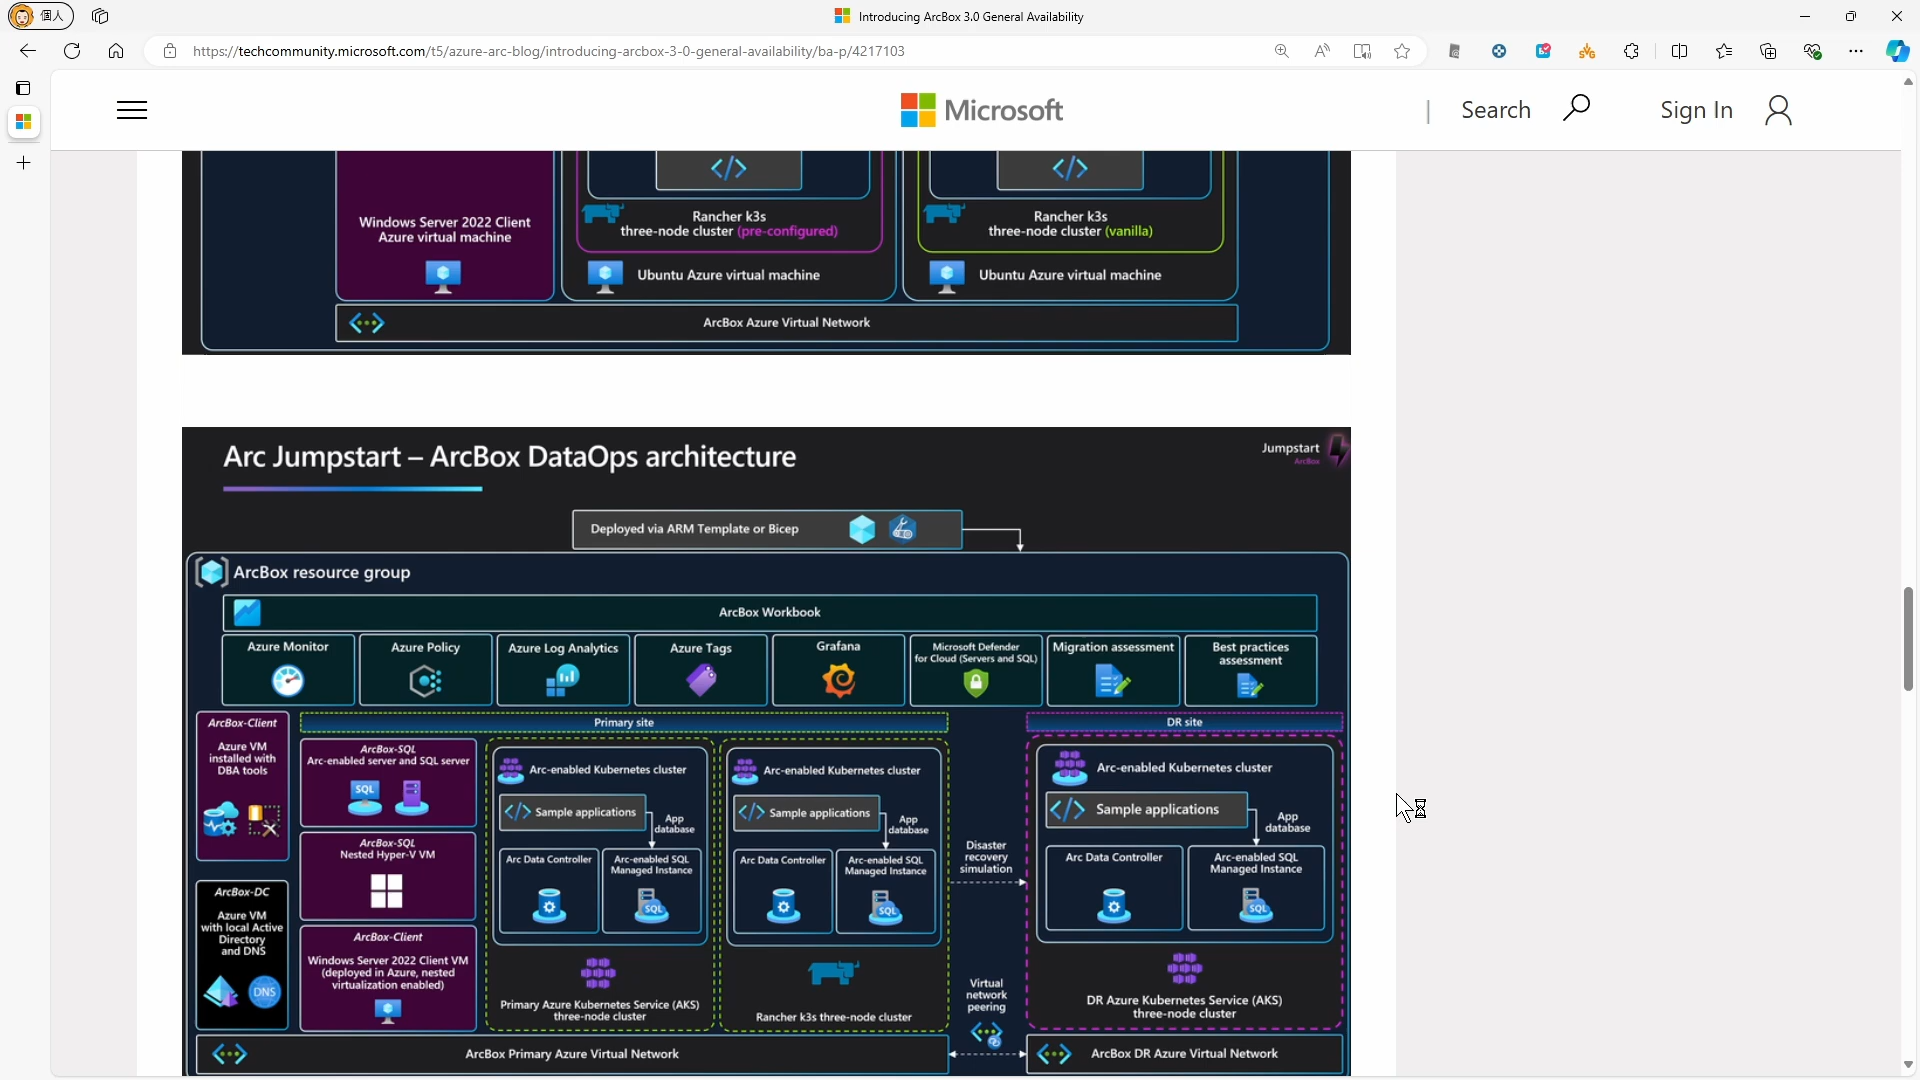 個人
Introducing ArcBox 3.0 General Availability
https://techcommunity.microsoft.com/t5/azure-arc-blog/introducing-arcbox-3-0-general-availability/ba-p/4217103
Microsoft
| Search
Sign In
Windows Server 2022 Client
Azure virtual machine
Rancher k3s
three-node cluster (pre-configured)
Ubuntu Azure virtual machine
Rancher k3s
three-node cluster (vanilla)
Ubuntu Azure virtual machine
ArcBox Azure Virtual Network
Arc Jumpstart – ArcBox DataOps architecture
Jumpstart
ArcBox
Deployed via ARM Template or Bicep
ArcBox resource group
ArcBox Workbook
Azure Monitor
Azure Policy
Azure Log Analytics
Azure Tags
Grafana
Microsoft Defender
for Cloud (Servers and SQL)
Migration assessment
Best practices
assessment
ArcBox-Client
Azure VM
installed with
DBA tools
ArcBox-DC
Azure VM
with local Active
Directory
and DNS
DNS
Primary site
ArcBox-SQL
Arc-enabled server and SQL server
SQL
ArcBox-SQL
Nested Hyper-V VM
ArcBox-Client
Windows Server 2022 Client VM
(deployed in Azure, nested
virtualization enabled)
Arc-enabled Kubernetes cluster
Sample applications
App
database
Arc Data Controller
Arc-enabled SQL
Managed Instance
SQL
Primary Azure Kubernetes Service (AKS)
three-node cluster
Arc-enabled Kubernetes cluster
Sample applications
App
database
Arc Data Controller
Arc-enabled SQL
Managed Instance
SQL
Rancher k3s three-node cluster
Disaster
recovery
simulation
Virtual
network
peering
DR site
Arc-enabled Kubernetes cluster
Sample applications
App
database
Arc Data Controller
Arc-enabled SQL
Managed Instance
SQL
DR Azure Kubernetes Service (AKS)
three-node cluster
ArcBox Primary Azure Virtual Network
ArcBox DR Azure Virtual Network